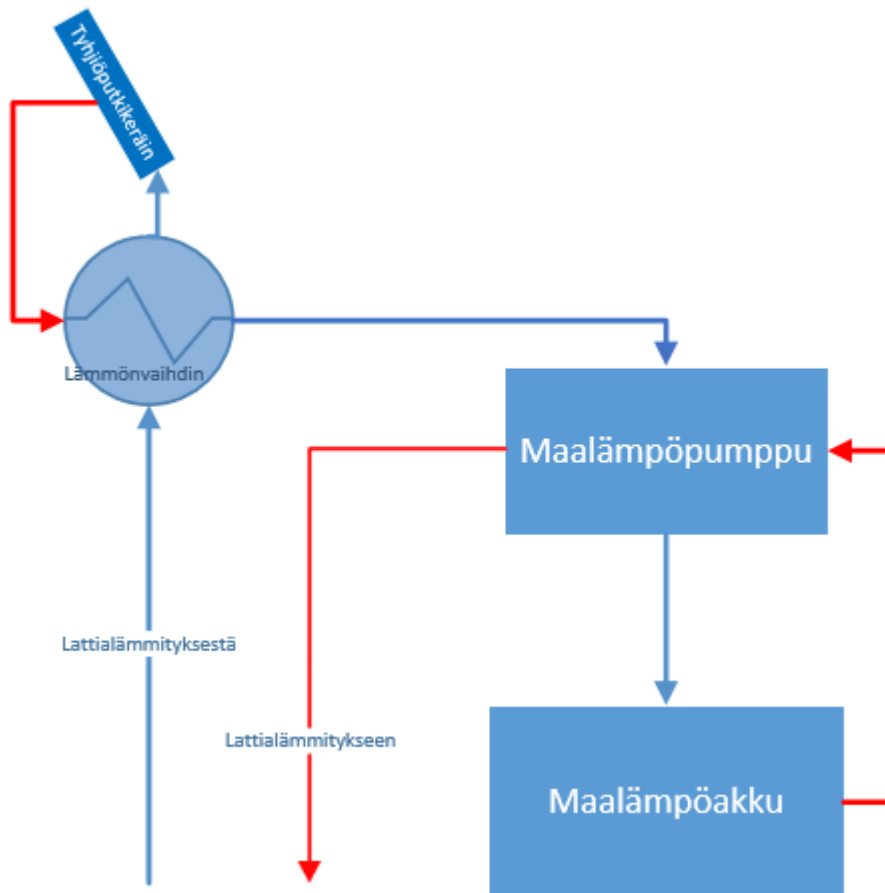 Tyhjiöputkikeräin
Lämmönvaihdin
Maalämpöpumppu
Lattialämmityksestä
Lattialämmitykseen
Maalämpöakku